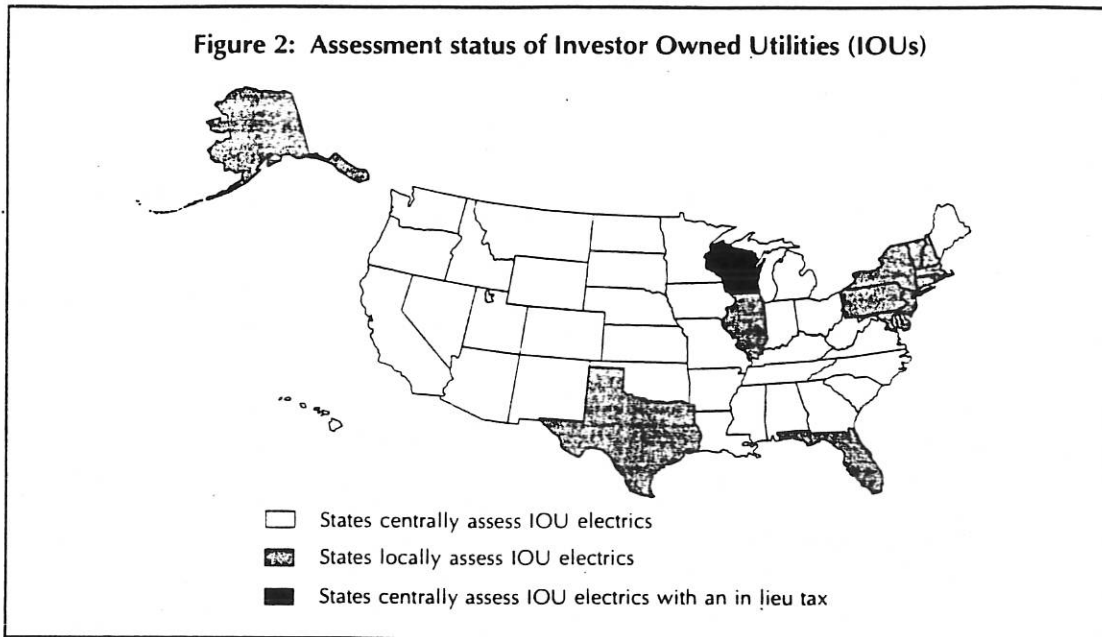 Figure 2: Assessment status of Investor Owned Utilities (IOUs)
States centrally assess IOU electrics
States locally assess IOU electrics
States centrally assess IOU electrics with an in lieu tax